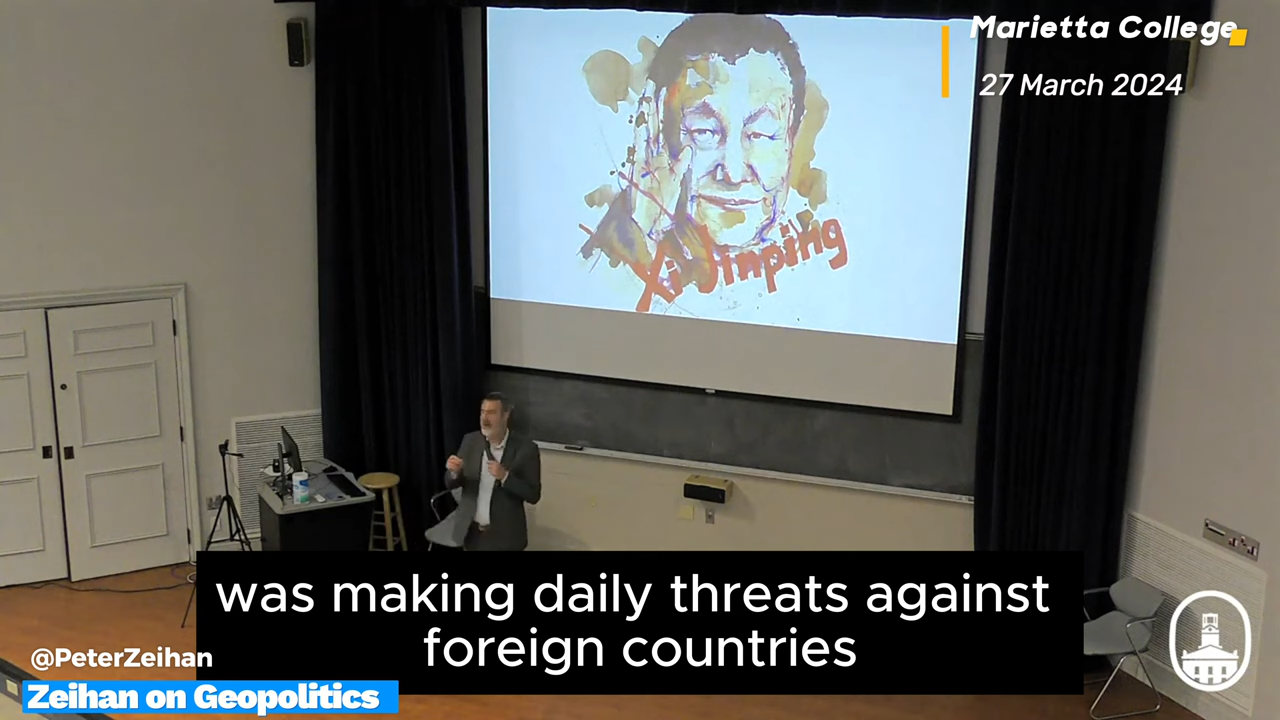 Marietta College
27 March 2024
Xi Jinping
was making daily threats against
foreign countries
@PeterZeihan
Zeihan on Geopolitics